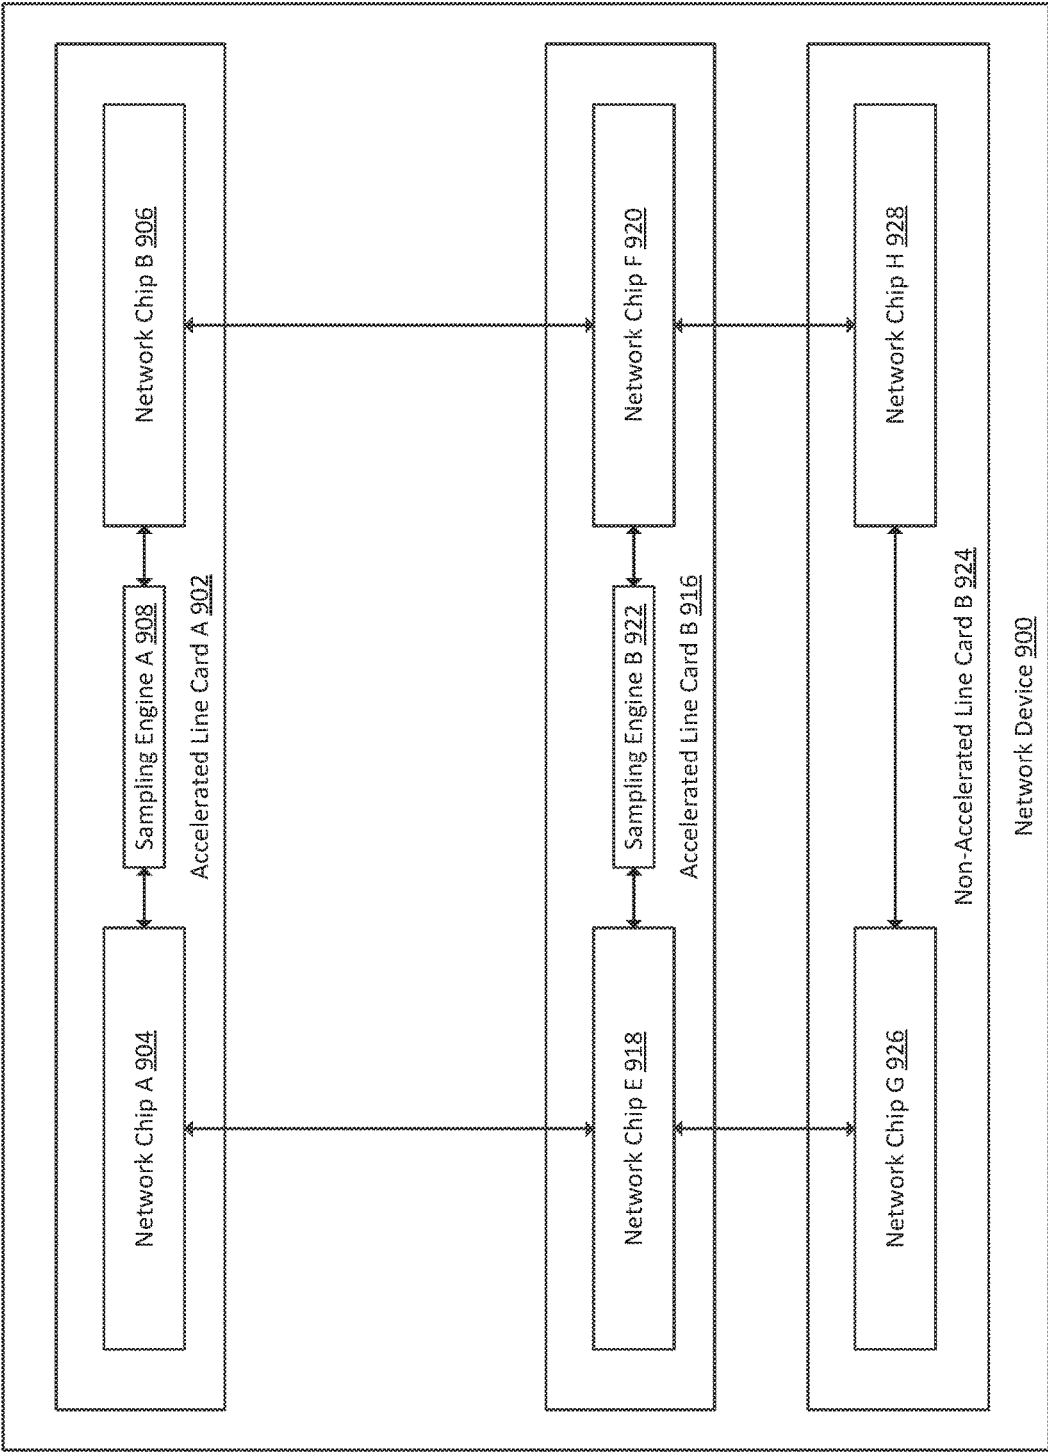 Network Chip A 904
Sampling Engine A 908
Network Chip B 906
Accelerated Line Card A 902
Network Chip E 918
Sampling Engine B 922
Network Chip F 920
Accelerated Line Card B 916
Network Chip G 926
Network Chip H 928
Non-Accelerated Line Card B 924
Network Device 900